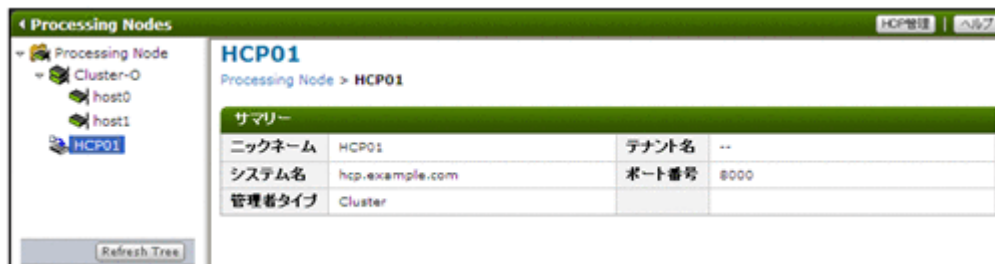 Processing Nodes
HCP管理 | ヘルプ
Processing Node
Cluster-0
host0
host1
HCP01
Refresh Tree
HCP01
Processing Node > HCP01
サマリー
ニックネーム HCP01 テナント名 --
システム名 hcp.example.com ポート番号 8000
管理者タイプ Cluster